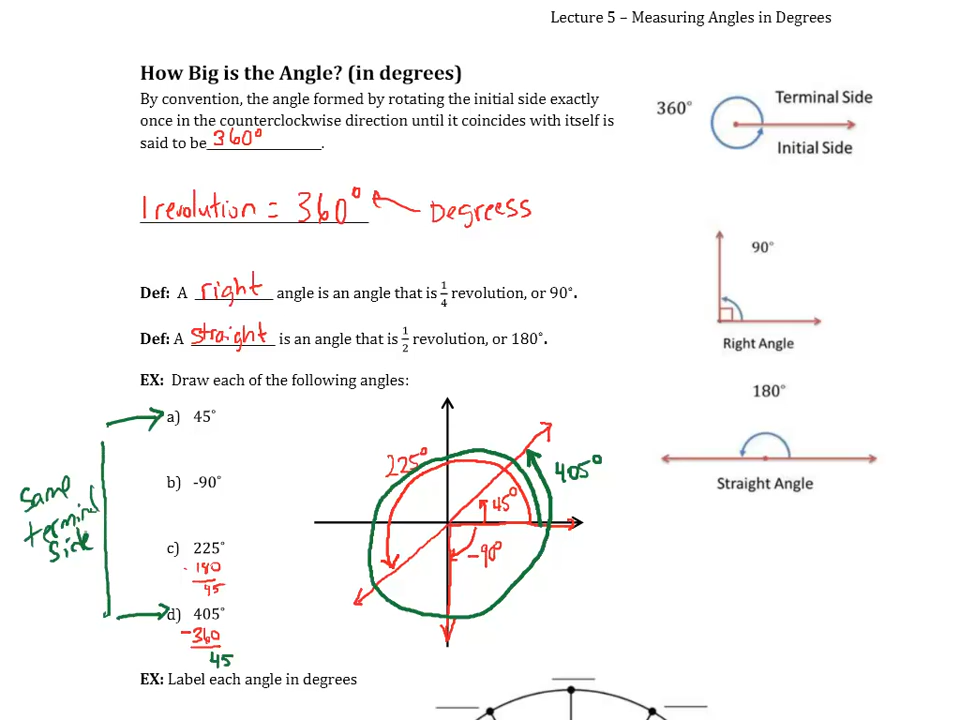 Lecture 5 – Measuring Angles in Degrees
How Big is the Angle? (in degrees)
By convention, the angle formed by rotating the initial side exactly
once in the counterclockwise direction until it coincides with itself is
said to be 360°.
1 revolution = 360° Degreess
Def: A right angle is an angle that is 1/4 revolution, or 90°.
Def: A straight is an angle that is 1/2 revolution, or 180°.
EX: Draw each of the following angles:
a) 45°
b) -90°
c) 225°
- 180
45
d) 405°
-360
45
same
terminal
side
225°
405°
45°
-90°
EX: Label each angle in degrees
360°
Terminal Side
Initial Side
90°
Right Angle
180°
Straight Angle